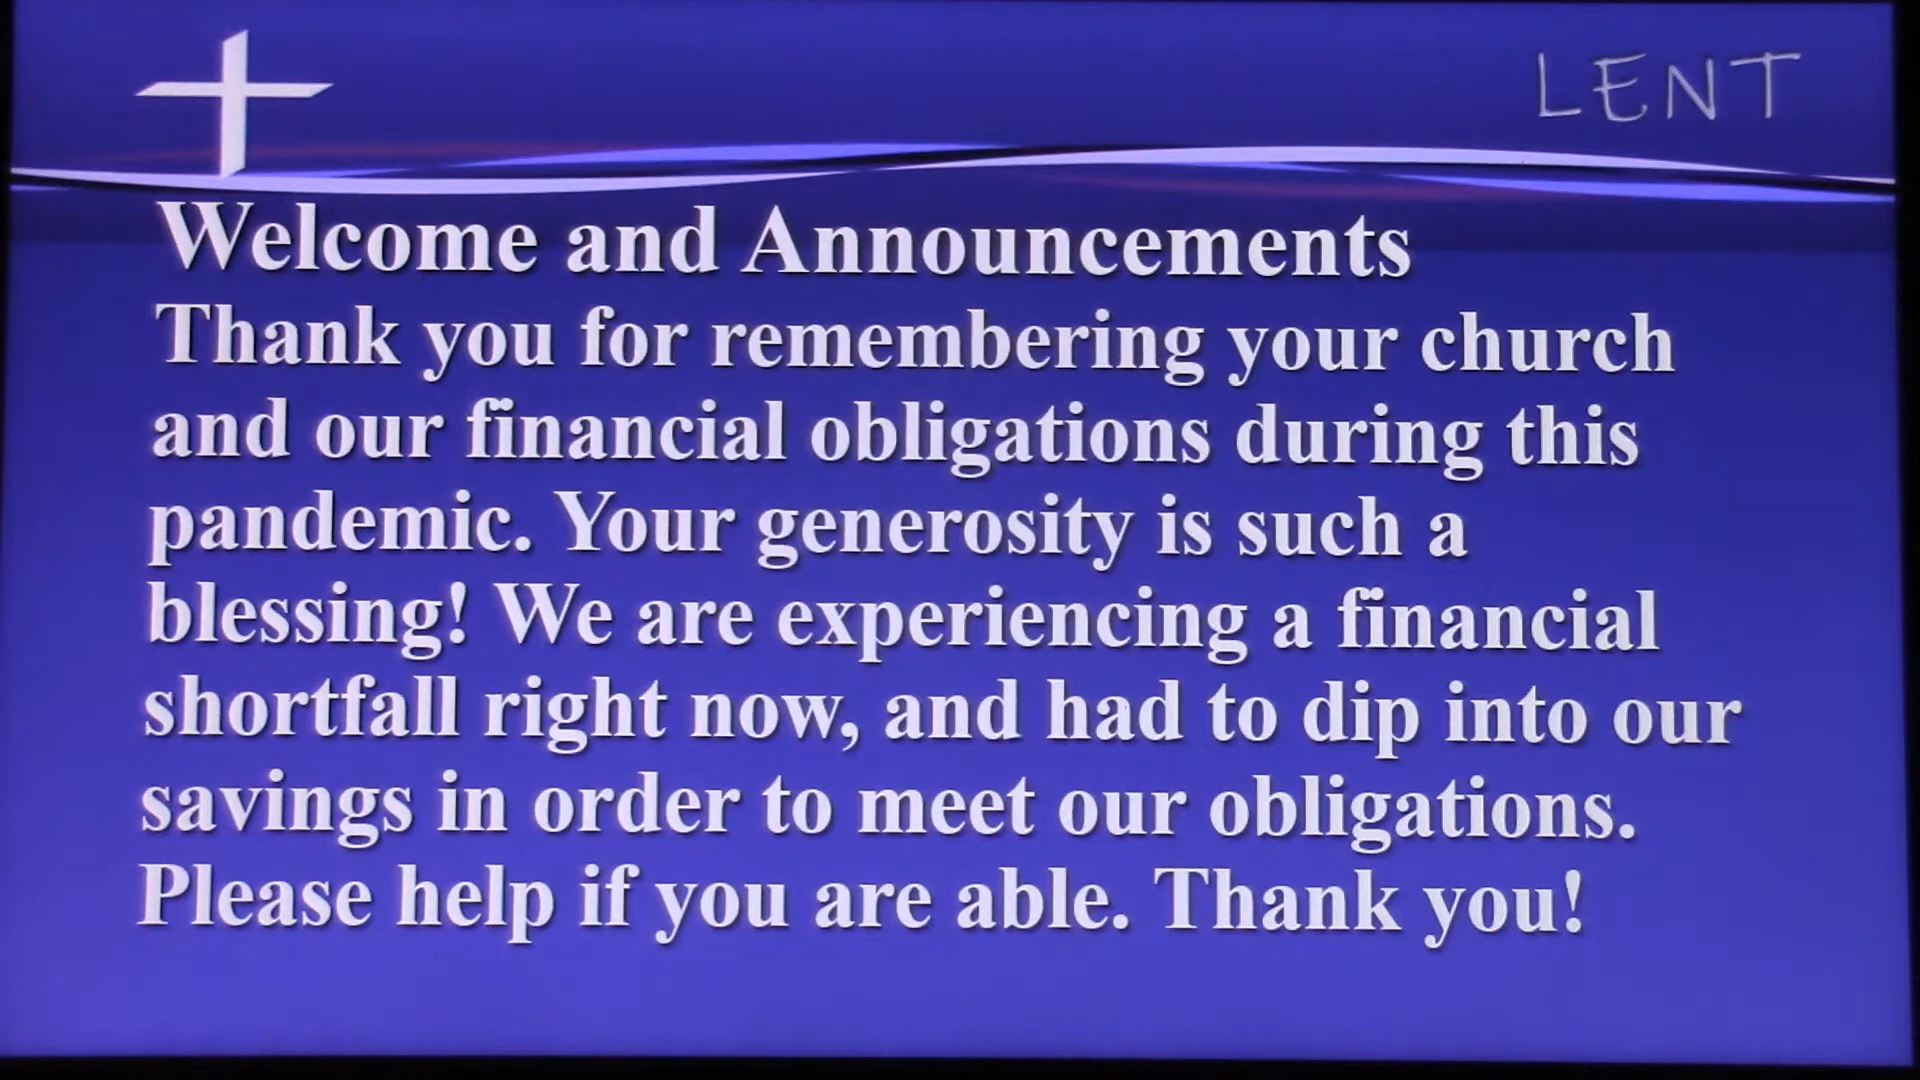 LENT
Welcome and Announcements
Thank you for remembering your church
and our financial obligations during this
pandemic. Your generosity is such a
blessing! We are experiencing a financial
shortfall right now, and had to dip into our
savings in order to meet our obligations.
Please help if you are able. Thank you!